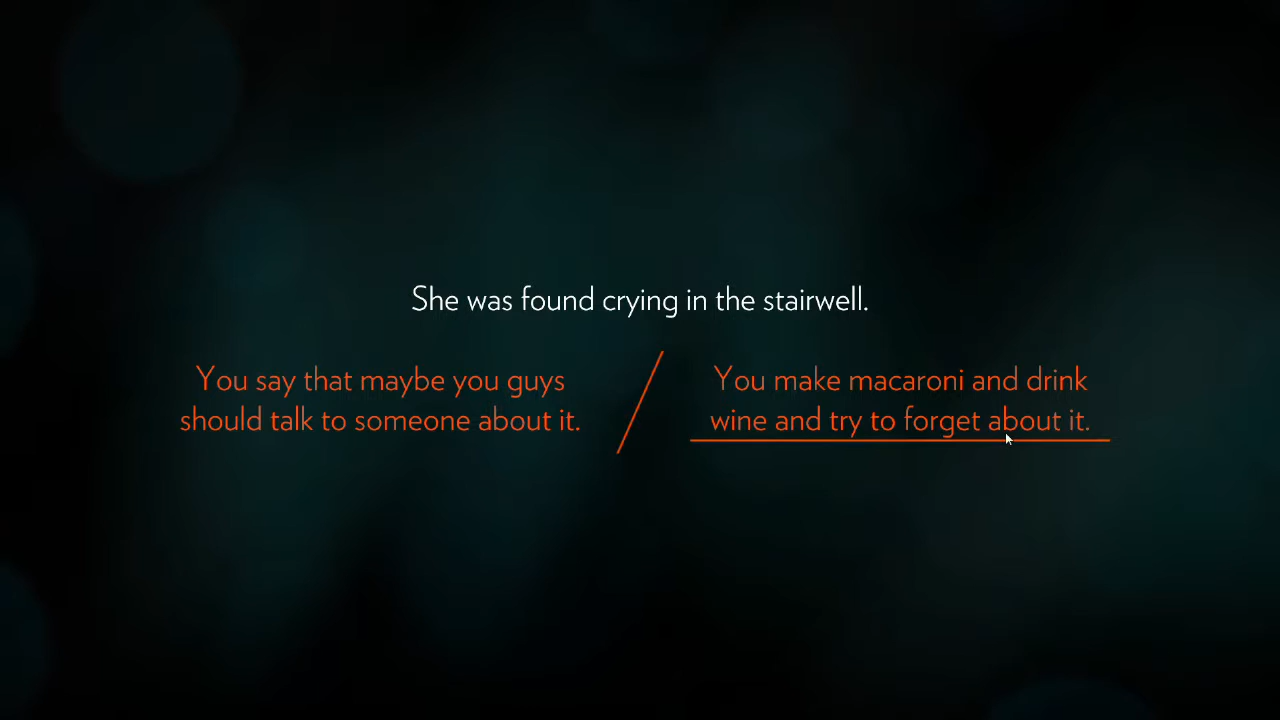 She was found crying in the stairwell.
You say that maybe you guys
should talk to someone about it.
You make macaroni and drink
wine and try to forget about it.